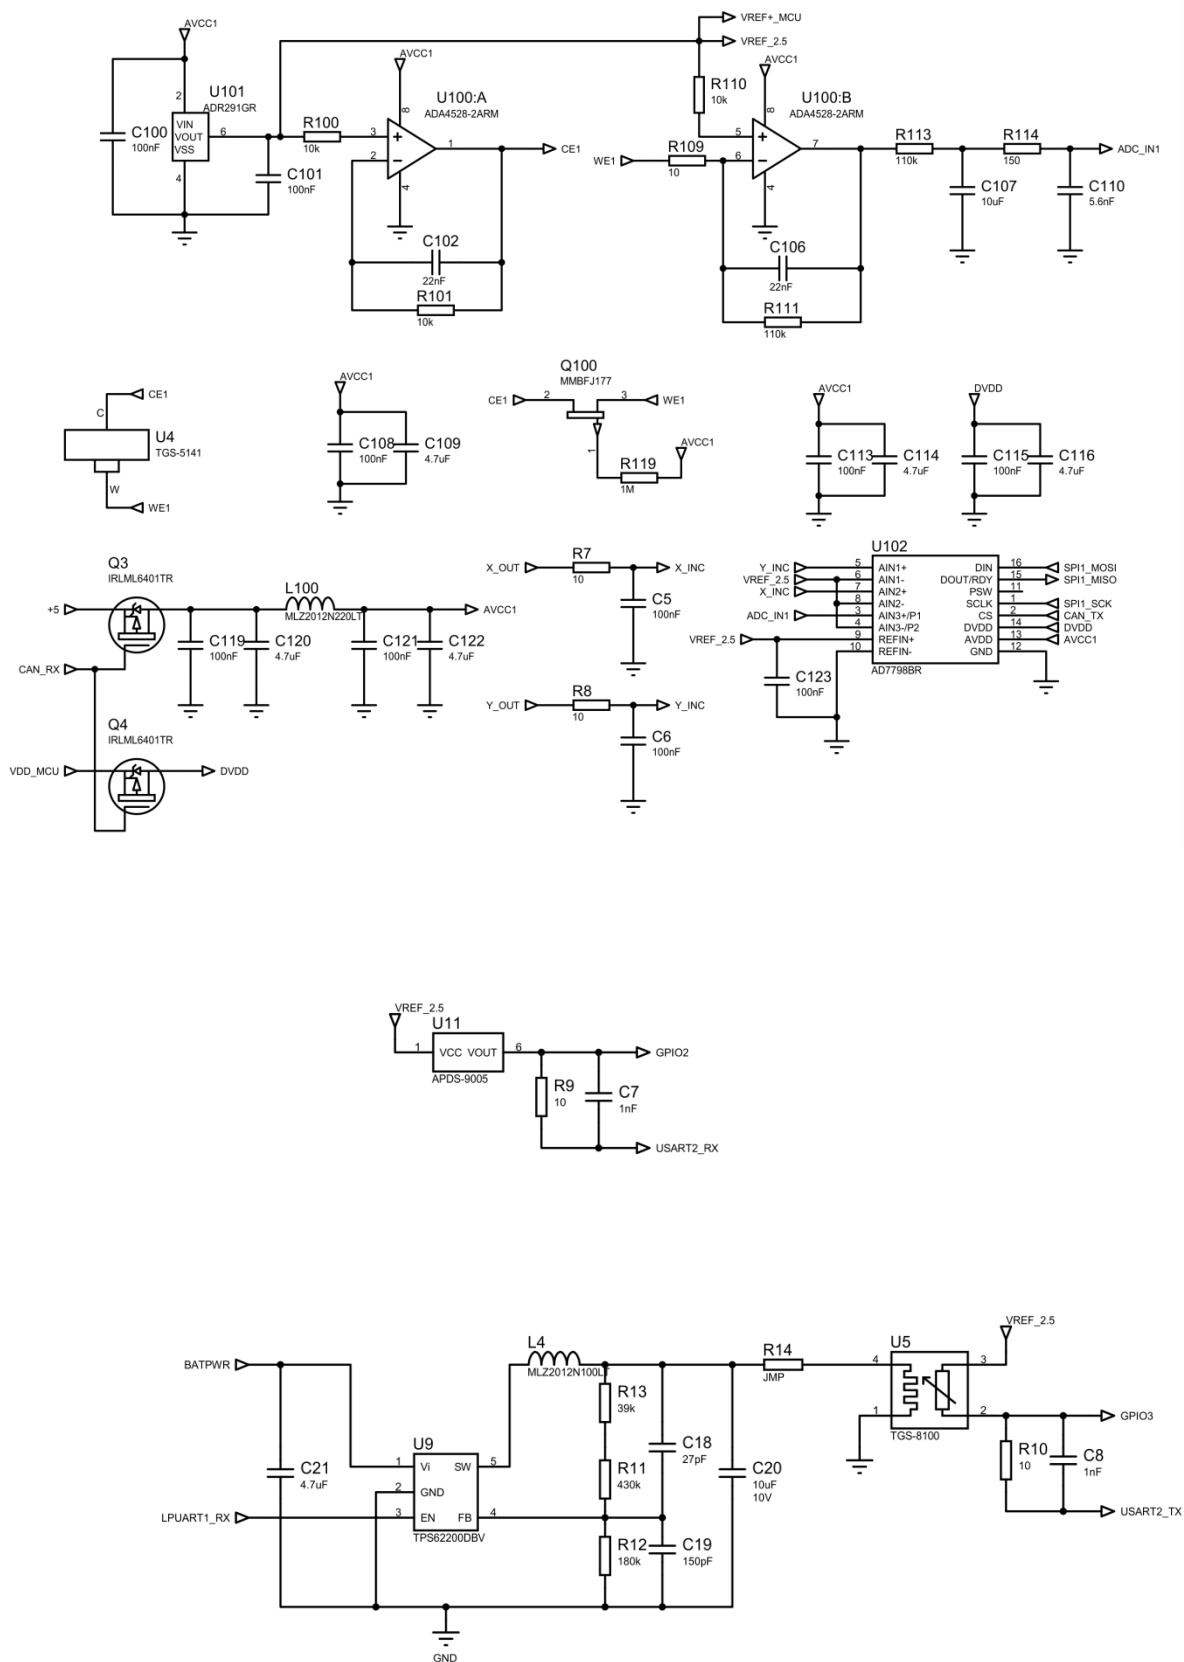 AVCC1
VREF+_MCU
VREF_2.5
U101
ADR291GR
2
VIN
VOUT
VSS
6
4
C100
100nF
C101
100nF
R100
10k
AVCC1
U100:A
ADA4528-2ARM
8
3
2
1
4
CE1
C102
22nF
R101
10k
R110
10k
AVCC1
U100:B
ADA4528-2ARM
8
5
6
7
4
WE1
R109
10
C106
22nF
R111
110k
R113
110k
R114
150
ADC_IN1
C107
10uF
C110
5.6nF
CE1
C
U4
TGS-5141
W
WE1
AVCC1
C108
100nF
C109
4.7uF
Q100
MMBFJ177
CE1
2
3
WE1
1
R119
1M
AVCC1
AVCC1
C113
100nF
C114
4.7uF
DVDD
C115
100nF
C116
4.7uF
Q3
IRLML6401TR
+5
L100
MLZ2012N220LT
AVCC1
C119
100nF
C120
4.7uF
C121
100nF
C122
4.7uF
CAN_RX
Q4
IRLML6401TR
VDD_MCU
DVDD
X_OUT
R7
10
X_INC
C5
100nF
Y_OUT
R8
10
Y_INC
C6
100nF
U102
Y_INC
5
AIN1+
DIN
16
SPI1_MOSI
VREF_2.5
6
AIN1-
DOUT/RDY
15
SPI1_MISO
X_INC
7
AIN2+
PSW
11
8
AIN2-
SCLK
1
SPI1_SCK
ADC_IN1
3
AIN3+/P1
CS
2
CAN_TX
4
AIN3-/P2
DVDD
14
DVDD
VREF_2.5
9
REFIN+
AVDD
13
AVCC1
10
REFIN-
GND
12
AD7798BR
C123
100nF
VREF_2.5
U11
1
VCC VOUT
6
APDS-9005
GPIO2
R9
10
C7
1nF
USART2_RX
BATPWR
L4
MLZ2012N100LT
R14
JMP
R13
39k
C18
27pF
R11
430k
C20
10uF
10V
C21
4.7uF
U9
1
Vi
SW
5
2
GND
3
EN
FB
4
TPS62200DBV
LPUART1_RX
R12
180k
C19
150pF
GND
VREF_2.5
U5
4
3
1
2
TGS-8100
GPIO3
R10
10
C8
1nF
USART2_TX